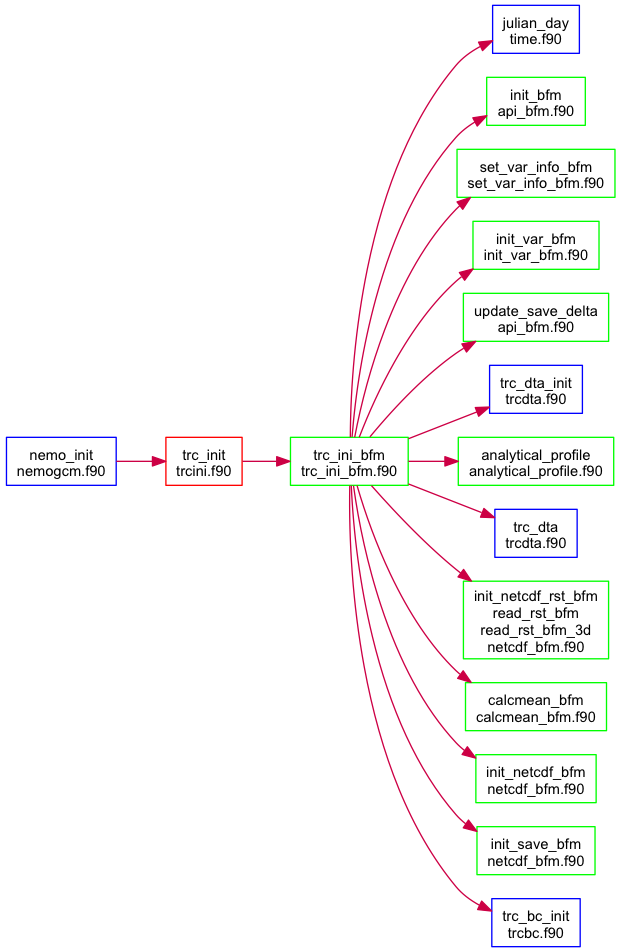 julian_day
time.f90
init_bfm
api_bfm.f90
set_var_info_bfm
set_var_info_bfm.f90
init_var_bfm
init_var_bfm.f90
update_save_delta
api_bfm.f90
trc_dta_init
trcdta.f90
nemo_init
nemogcm.f90
trc_init
trcini.f90
trc_ini_bfm
trc_ini_bfm.f90
analytical_profile
analytical_profile.f90
trc_dta
trcdta.f90
init_netcdf_rst_bfm
read_rst_bfm
read_rst_bfm_3d
netcdf_bfm.f90
calcmean_bfm
calcmean_bfm.f90
init_netcdf_bfm
netcdf_bfm.f90
init_save_bfm
netcdf_bfm.f90
trc_bc_init
trcbc.f90